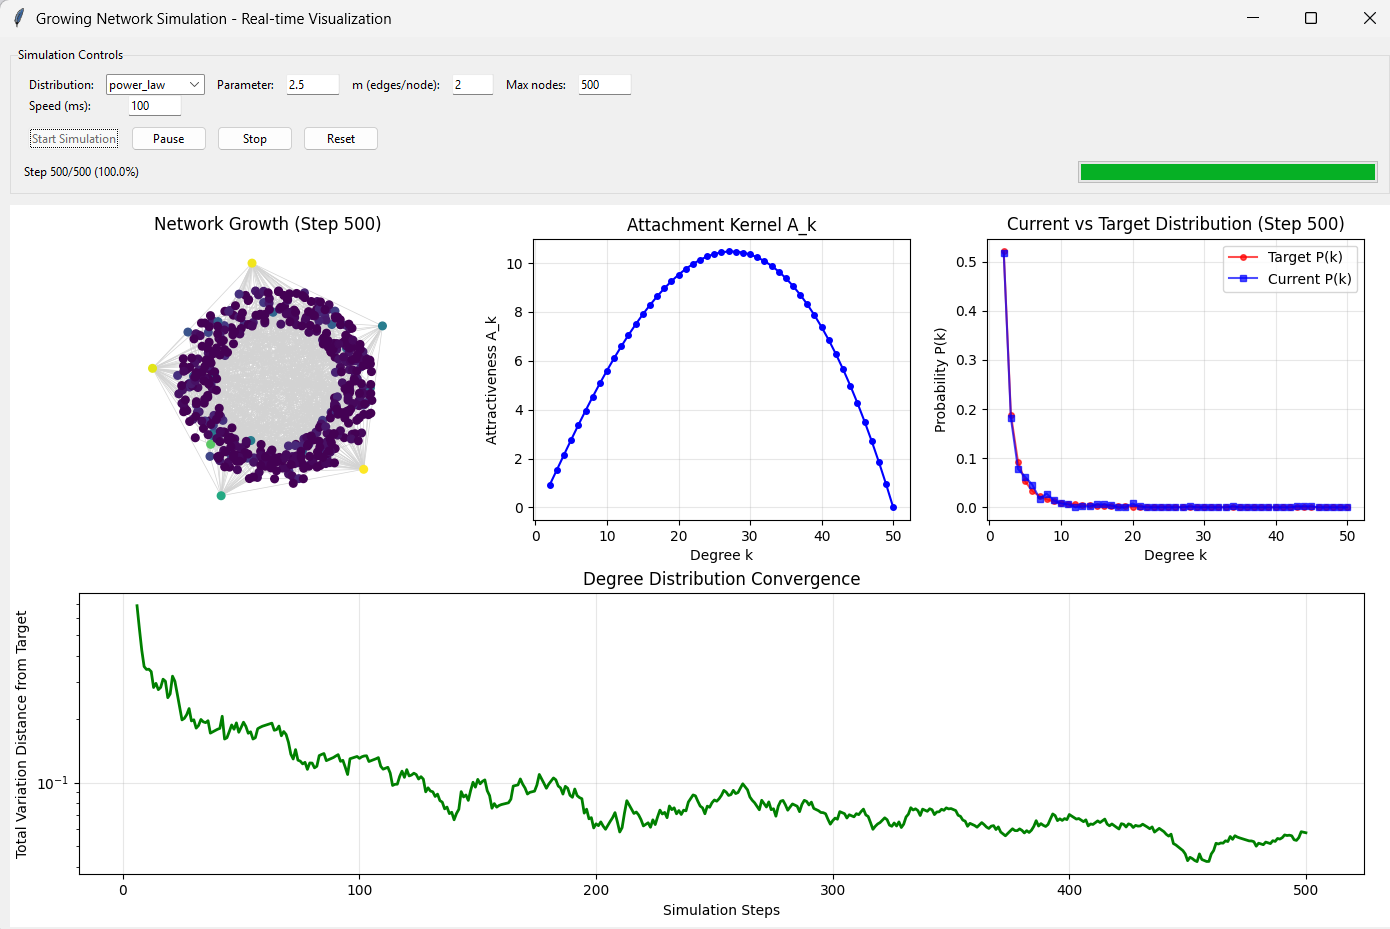 Growing Network Simulation - Real-time Visualization
Simulation Controls
Distribution: power_law Parameter: 2.5 m (edges/node): 2 Max nodes: 500
Speed (ms): 100
Start Simulation Pause Stop Reset
Step 500/500 (100.0%)
Network Growth (Step 500)
Attachment Kernel A_k
Attractiveness A_k
10
8
6
4
2
0
0 10 20 30 40 50
Degree k
Current vs Target Distribution (Step 500)
Target P(k)
Current P(k)
Probability P(k)
0.5
0.4
0.3
0.2
0.1
0.0
0 10 20 30 40 50
Degree k
Degree Distribution Convergence
Total Variation Distance from Target
10⁻¹
0 100 200 300 400 500
Simulation Steps